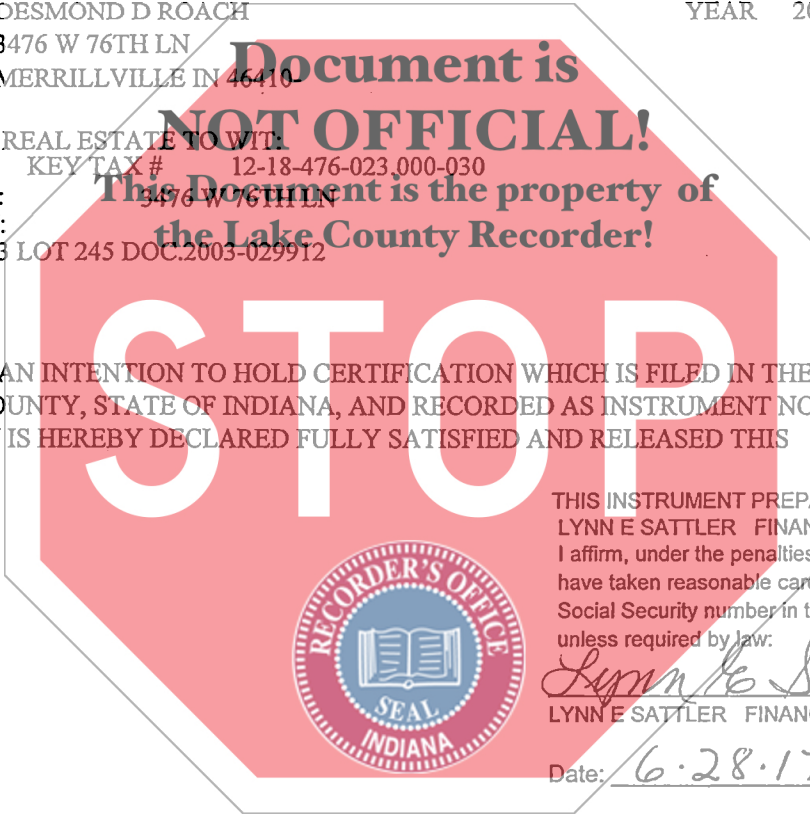 DESMOND D ROACH YEAR 20
3476 W 76TH LN
MERRILLVILLE IN 46410-
Document is
NOT OFFICIAL!
REAL ESTATE TO WIT:
KEY TAX # 12-18-476-023.000-030
This Document is the property of
: 3476 W 76TH LN
:
the Lake County Recorder!
3 LOT 245 DOC.2003-029912
STOP
AN INTENTION TO HOLD CERTIFICATION WHICH IS FILED IN THE
OUNTY, STATE OF INDIANA, AND RECORDED AS INSTRUMENT NO
IS HEREBY DECLARED FULLY SATISFIED AND RELEASED THIS
THIS INSTRUMENT PREPA
LYNN E SATTLER FINAN
I affirm, under the penalties
have taken reasonable car
Social Security number in t
unless required by law:
Lynn E S
LYNN E SATTLER FINANC
Date: 6·28·17
RECORDER'S OFFICE
SEAL
INDIANA